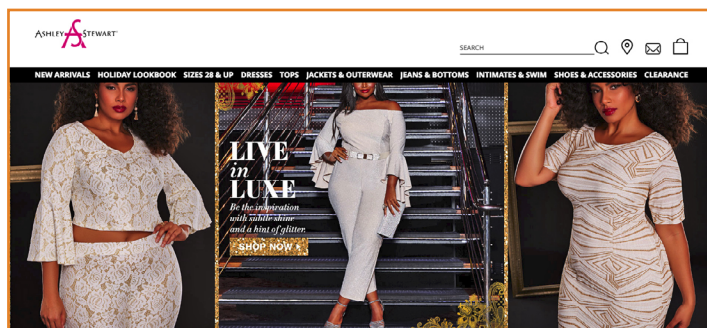 ASHLEY STEWART
SEARCH
NEW ARRIVALS HOLIDAY LOOKBOOK SIZES 28 & UP DRESSES TOPS JACKETS & OUTERWEAR JEANS & BOTTOMS INTIMATES & SWIM SHOES & ACCESSORIES CLEARANCE
LIVE
in
LUXE
Be the inspiration
with subtle shine
and a hint of glitter.
SHOP NOW